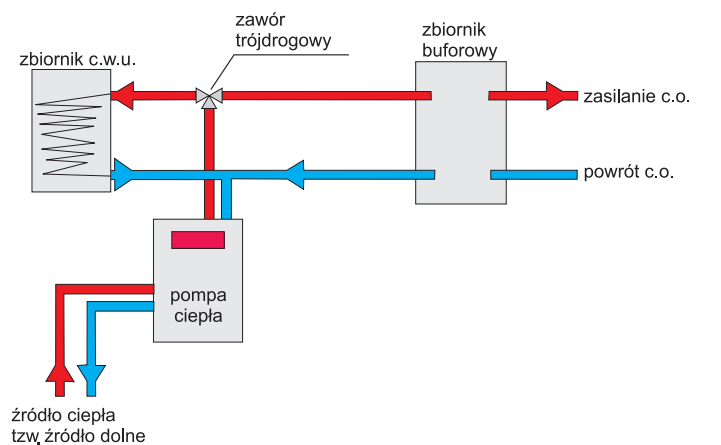 zawór
trójdrogowy
zbiornik
buforowy
zbiornik c.w.u.
zasilanie c.o.
powrót c.o.
pompa
ciepła
źródło ciepła
tzw. źródło dolne